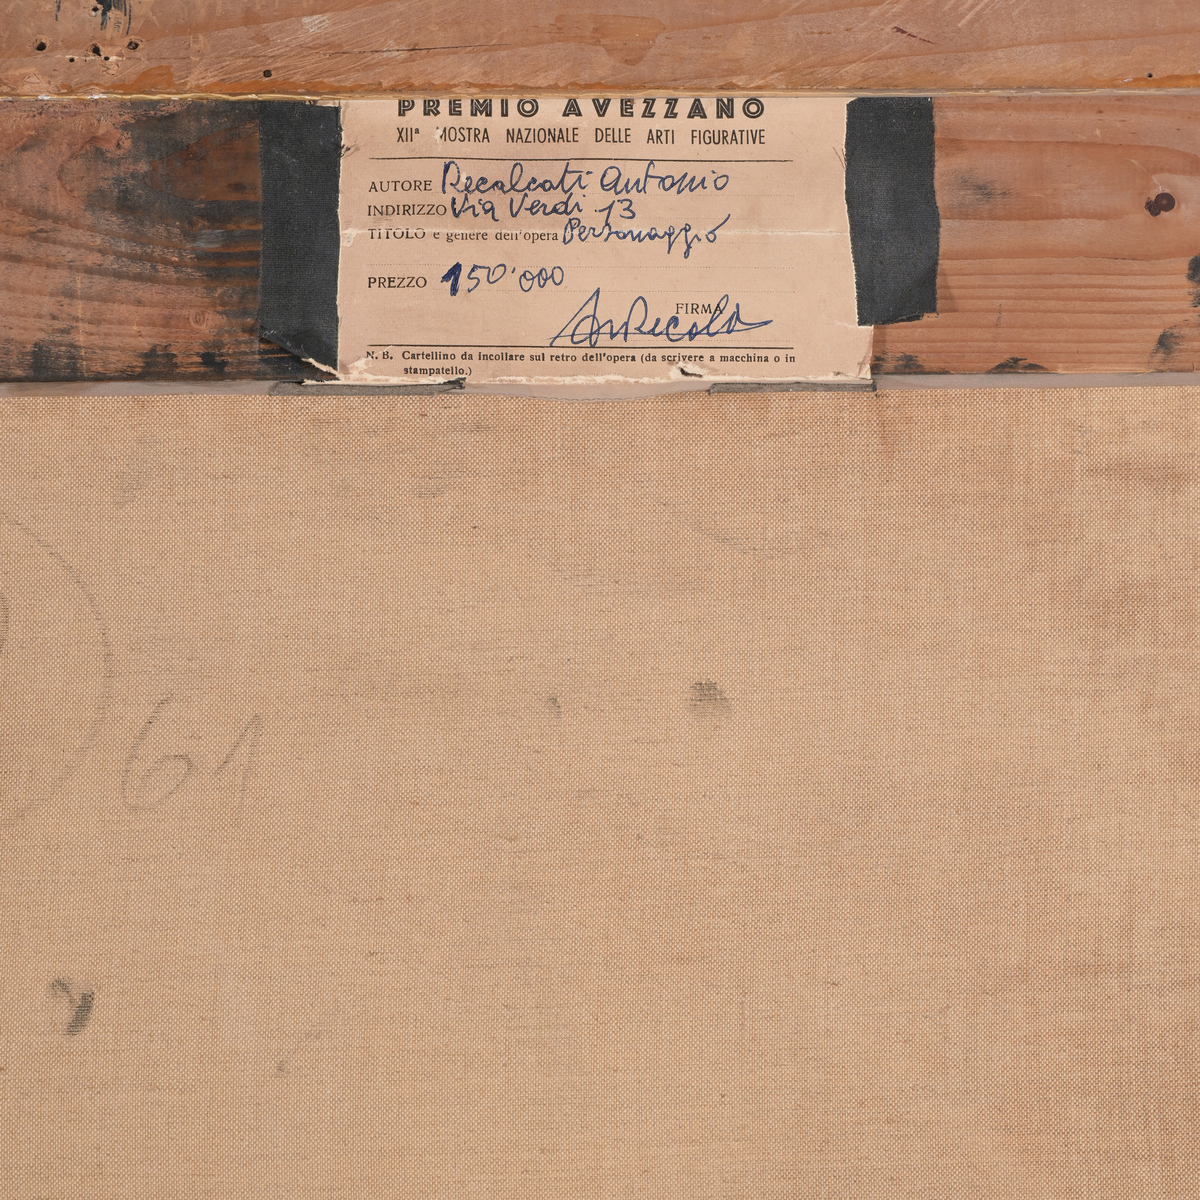 PREMIO AVEZZANO
XIIª MOSTRA NAZIONALE DELLE ARTI FIGURATIVE
AUTORE Recalcati Antonio
INDIRIZZO Via Verdi 13
TITOLO e genere dell'opera Personaggio
PREZZO 150'000
FIRMA
N. B. Cartellino da incollare sul retro dell'opera (da scrivere a macchina o in
stampatello.)
61